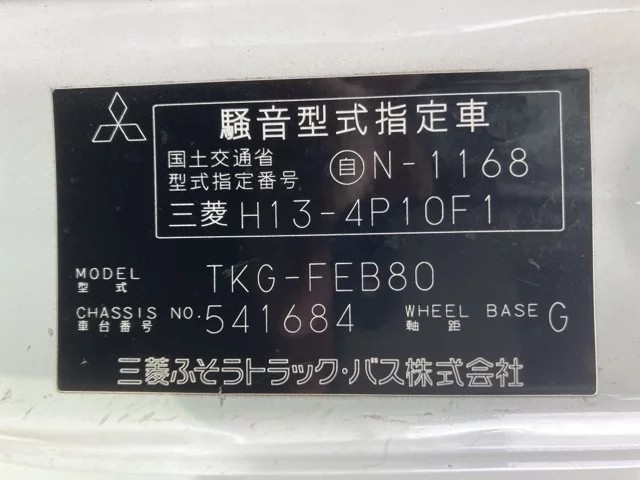 騒音型式指定車
国土交通省
型式指定番号 自 N-1168
三菱 H13-4P10F1
MODEL
型式 TKG-FEB80
CHASSIS NO.
車台番号 541684 WHEEL BASE
軸距 G
三菱ふそうトラック・バス株式会社